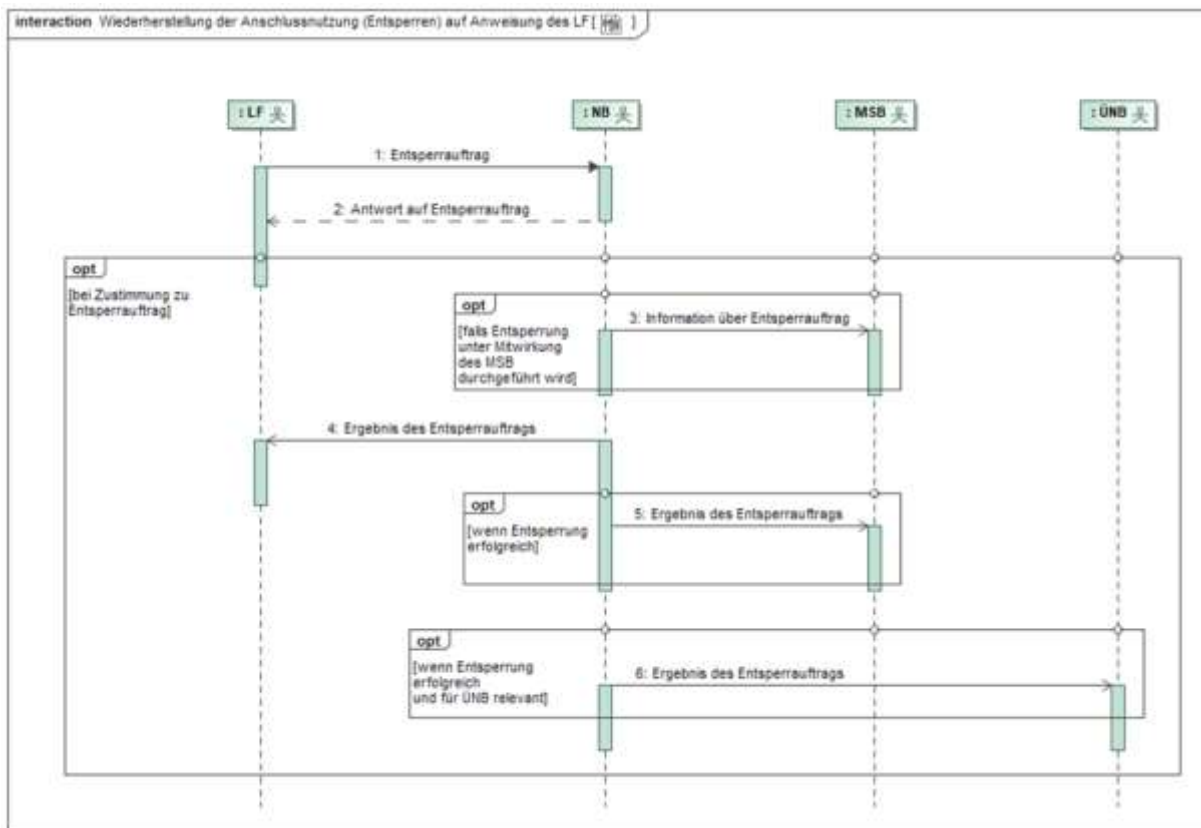 interaction Wiederherstellung der Anschlussnutzung (Entsperren) auf Anweisung des LF [ ]
: LF
: NB
: MSB
: ÜNB
1: Entsperrauftrag
2: Antwort auf Entsperrauftrag
opt
[bei Zustimmung zu
Entsperrauftrag]
opt
[falls Entsperrung
unter Mitwirkung
des MSB
durchgeführt wird]
3: Information über Entsperrauftrag
4: Ergebnis des Entsperrauftrags
opt
[wenn Entsperrung
erfolgreich]
5: Ergebnis des Entsperrauftrags
opt
[wenn Entsperrung
erfolgreich
und für ÜNB relevant]
6: Ergebnis des Entsperrauftrags